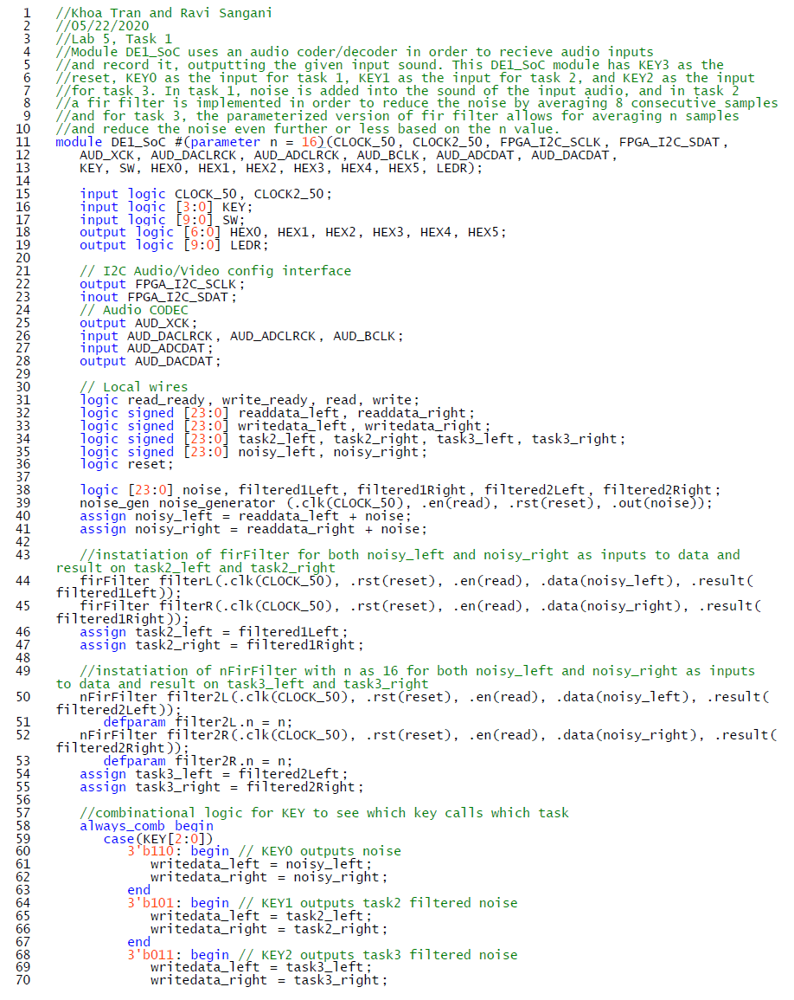 1 //Khoa Tran and Ravi Sangani
2 //05/22/2020
3 //Lab 5, Task 1
4 //Module DE1_SoC uses an audio coder/decoder in order to recieve audio inputs
5 //and record it, outputting the given input sound. This DE1_SoC module has KEY3 as the
6 //reset, KEY0 as the input for task 1, KEY1 as the input for task 2, and KEY2 as the input
7 //for task 3. In task 1, noise is added into the sound of the input audio, and in task 2
8 //a fir filter is implemented in order to reduce the noise by averaging 8 consecutive samples
9 //and for task 3, the parameterized version of fir filter allows for averaging n samples
10 //and reduce the noise even further or less based on the n value.
11 module DE1_SoC #(parameter n = 16)(CLOCK_50, CLOCK2_50, FPGA_I2C_SCLK, FPGA_I2C_SDAT,
12 AUD_XCK, AUD_DACLRCK, AUD_ADCLRCK, AUD_BCLK, AUD_ADCDAT, AUD_DACDAT,
13 KEY, SW, HEX0, HEX1, HEX2, HEX3, HEX4, HEX5, LEDR);
14
15 input logic CLOCK_50, CLOCK2_50;
16 input logic [3:0] KEY;
17 input logic [9:0] SW;
18 output logic [6:0] HEX0, HEX1, HEX2, HEX3, HEX4, HEX5;
19 output logic [9:0] LEDR;
20
21 // I2C Audio/Video config interface
22 output FPGA_I2C_SCLK;
23 inout FPGA_I2C_SDAT;
24 // Audio CODEC
25 output AUD_XCK;
26 input AUD_DACLRCK, AUD_ADCLRCK, AUD_BCLK;
27 input AUD_ADCDAT;
28 output AUD_DACDAT;
29
30 // Local wires
31 logic read_ready, write_ready, read, write;
32 logic signed [23:0] readdata_left, readdata_right;
33 logic signed [23:0] writedata_left, writedata_right;
34 logic signed [23:0] task2_left, task2_right, task3_left, task3_right;
35 logic signed [23:0] noisy_left, noisy_right;
36 logic reset;
37
38 logic [23:0] noise, filtered1Left, filtered1Right, filtered2Left, filtered2Right;
39 noise_gen noise_generator (.clk(CLOCK_50), .en(read), .rst(reset), .out(noise));
40 assign noisy_left = readdata_left + noise;
41 assign noisy_right = readdata_right + noise;
42
43 //instatiation of firFilter for both noisy_left and noisy_right as inputs to data and
result on task2_left and task2_right
44 firFilter filterL(.clk(CLOCK_50), .rst(reset), .en(read), .data(noisy_left), .result(
filtered1Left));
45 firFilter filterR(.clk(CLOCK_50), .rst(reset), .en(read), .data(noisy_right), .result(
filtered1Right));
46 assign task2_left = filtered1Left;
47 assign task2_right = filtered1Right;
48
49 //instatiation of nFirFilter with n as 16 for both noisy_left and noisy_right as inputs
to data and result on task3_left and task3_right
50 nFirFilter filter2L(.clk(CLOCK_50), .rst(reset), .en(read), .data(noisy_left), .result(
filtered2Left));
51 defparam filter2L.n = n;
52 nFirFilter filter2R(.clk(CLOCK_50), .rst(reset), .en(read), .data(noisy_right), .result(
filtered2Right));
53 defparam filter2R.n = n;
54 assign task3_left = filtered2Left;
55 assign task3_right = filtered2Right;
56
57 //combinational logic for KEY to see which key calls which task
58 always_comb begin
59 case(KEY[2:0])
60 3'b110: begin // KEY0 outputs noise
61 writedata_left = noisy_left;
62 writedata_right = noisy_right;
63 end
64 3'b101: begin // KEY1 outputs task2 filtered noise
65 writedata_left = task2_left;
66 writedata_right = task2_right;
67 end
68 3'b011: begin // KEY2 outputs task3 filtered noise
69 writedata_left = task3_left;
70 writedata_right = task3_right;